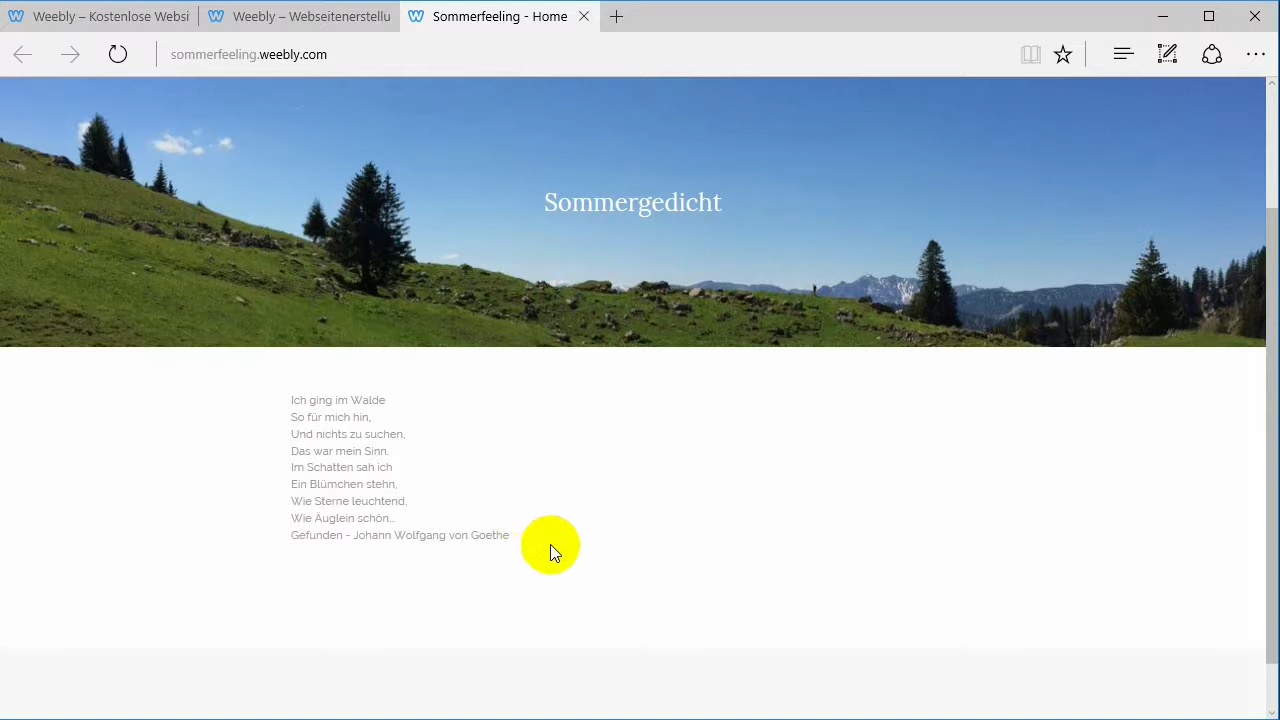 Weebly – Kostenlose Websi
Weebly – Webseitenerstellu
Sommerfeeling - Home
sommerfeeling.weebly.com
Sommergedicht
Ich ging im Walde
So für mich hin,
Und nichts zu suchen,
Das war mein Sinn.
Im Schatten sah ich
Ein Blümchen stehn,
Wie Sterne leuchtend,
Wie Äuglein schön...
Gefunden - Johann Wolfgang von Goethe